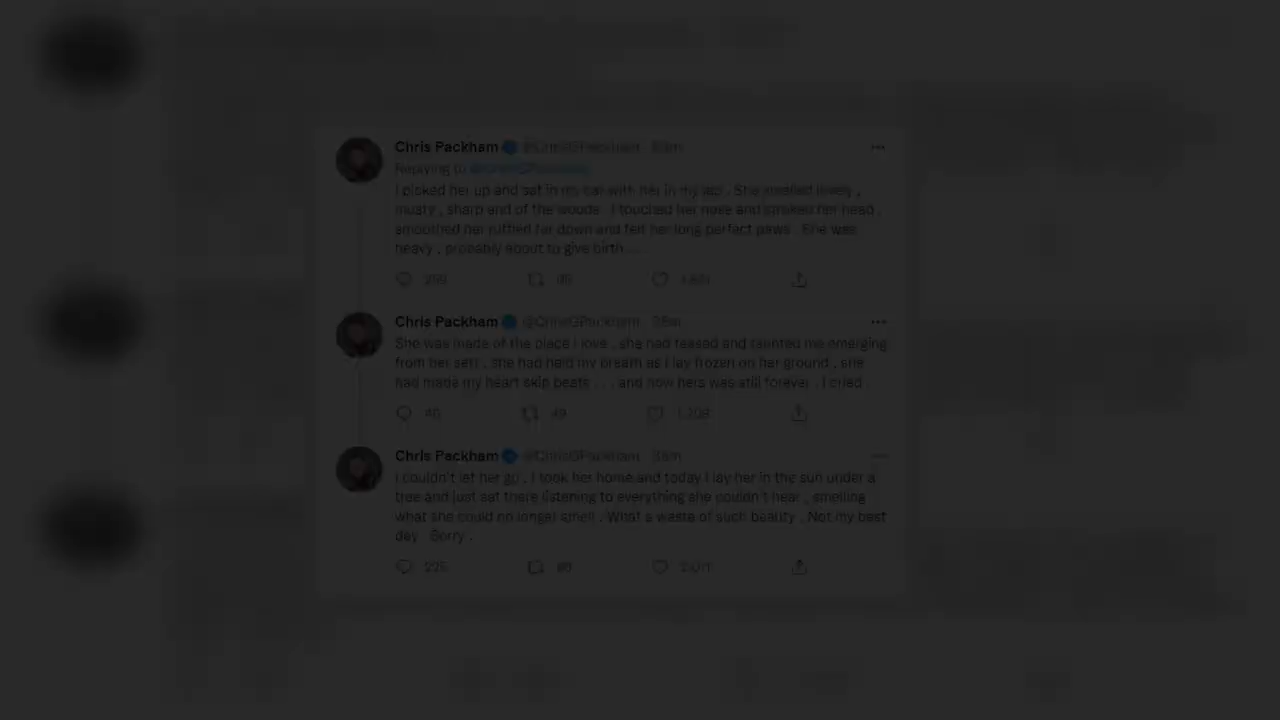 Chris Packham @ChrisGPackham
Replying to @ChrisGPackham
I picked her up and sat in my car with her in my lap . She smelled lovely ,
musty , sharp and of the woods . I touched her nose and stroked her head ,
smoothed her ruffled fur down and felt her long perfect paws . She was
heavy , probably about to give birth . . .
Chris Packham @ChrisGPackham
She was made of the place I love , she had teased and taunted me emerging
from her sett , she had held my breath as I lay frozen on her ground , she
had made my heart skip beats . . . and now hers was still forever . I cried .
49
Chris Packham @ChrisGPackham
I couldn't let her go . I took her home and today I lay her in the sun under a
tree and just sat there listening to everything she couldn't hear , smelling
what she could no longer smell . What a waste of such beauty . Not my best
day . Sorry .
225